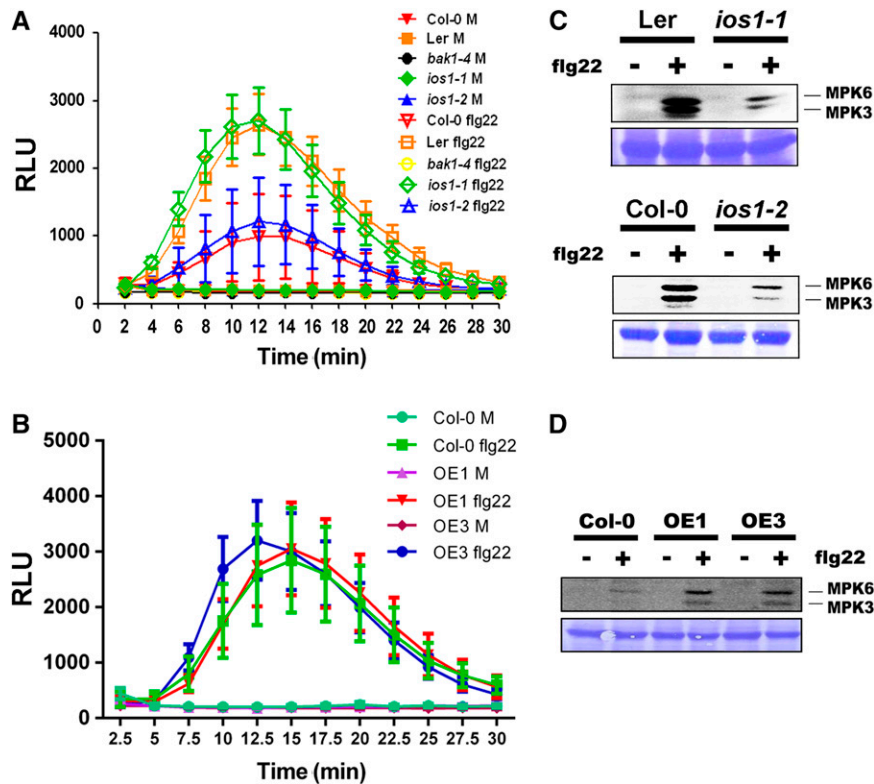 A
RLU
4000
3000
2000
1000
0
0 2 4 6 8 10 12 14 16 18 20 22 24 26 28 30
Time (min)
Col-0 M
Ler M
bak1-4 M
ios1-1 M
ios1-2 M
Col-0 flg22
Ler flg22
bak1-4 flg22
ios1-1 flg22
ios1-2 flg22
B
RLU
5000
4000
3000
2000
1000
0
2.5 5 7.5 10 12.5 15 17.5 20 22.5 25 27.5 30
Time (min)
Col-0 M
Col-0 flg22
OE1 M
OE1 flg22
OE3 M
OE3 flg22
C
Ler ios1-1
flg22 - + - +
MPK6
MPK3
Col-0 ios1-2
flg22 - + - +
MPK6
MPK3
D
Col-0 OE1 OE3
- + - + - + flg22
MPK6
MPK3